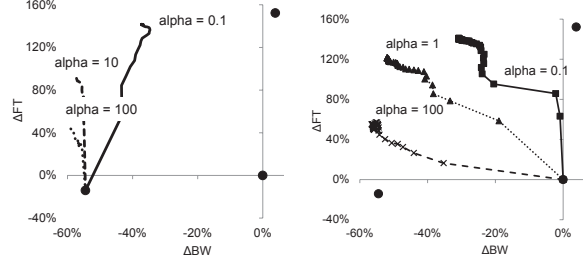 160%
120%
80%
40%
0%
-40%
ΔFT
alpha = 0.1
alpha = 10
alpha = 100
-60%
-40%
-20%
0%
ΔBW
160%
120%
80%
40%
0%
-40%
ΔFT
alpha = 1
alpha = 0.1
alpha = 100
-60%
-40%
-20%
0%
ΔBW